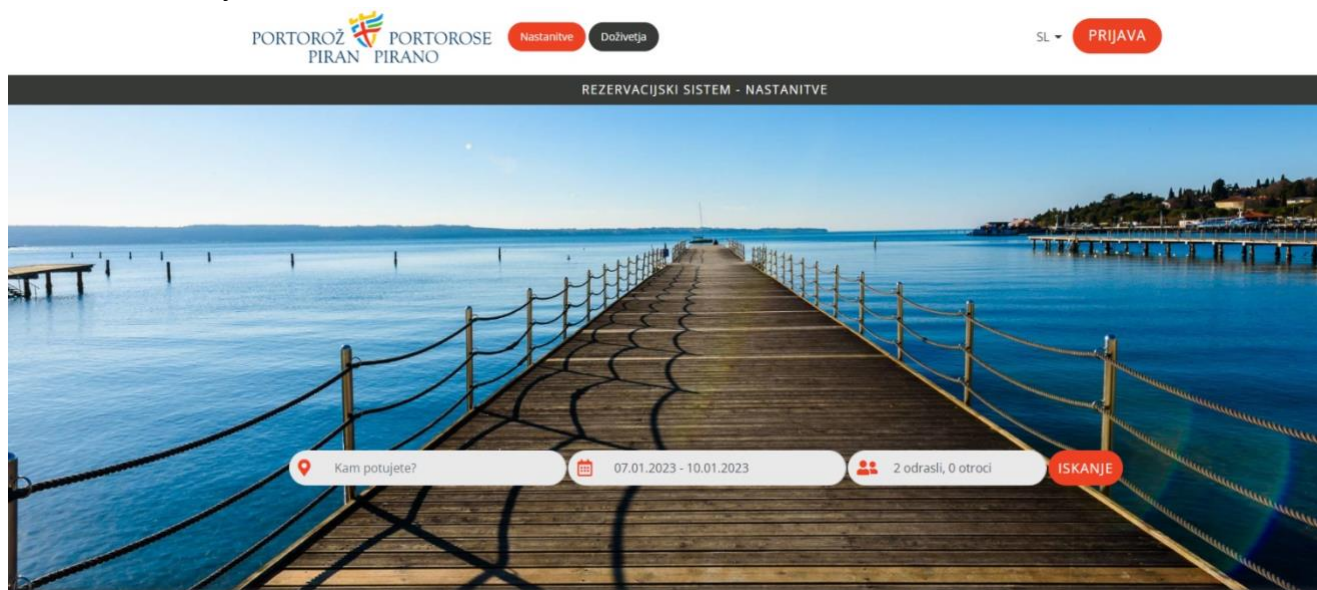 PORTOROŽ PORTOROSE
PIRAN PIRANO
Nastanitve
Doživetja
SL
PRIJAVA
REZERVACIJSKI SISTEM - NASTANITVE
Kam potujete?
07.01.2023 - 10.01.2023
2 odrasli, 0 otroci
ISKANJE